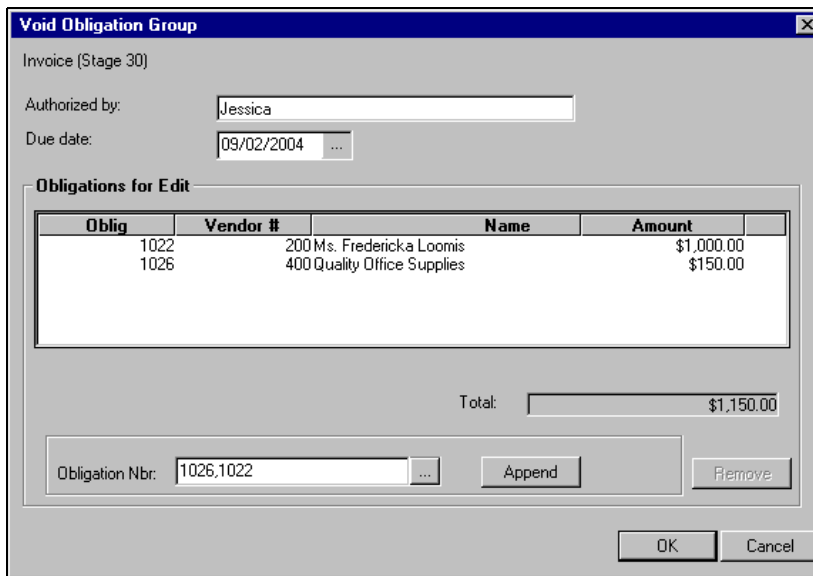 Void Obligation Group
Invoice (Stage 30)
Authorized by: Jessica
Due date: 09/02/2004 ...
Obligations for Edit
Oblig Vendor # Name Amount
1022 200 Ms. Fredericka Loomis $1,000.00
1026 400 Quality Office Supplies $150.00
Total: $1,150.00
Obligation Nbr: 1026,1022 ... Append Remove
OK Cancel